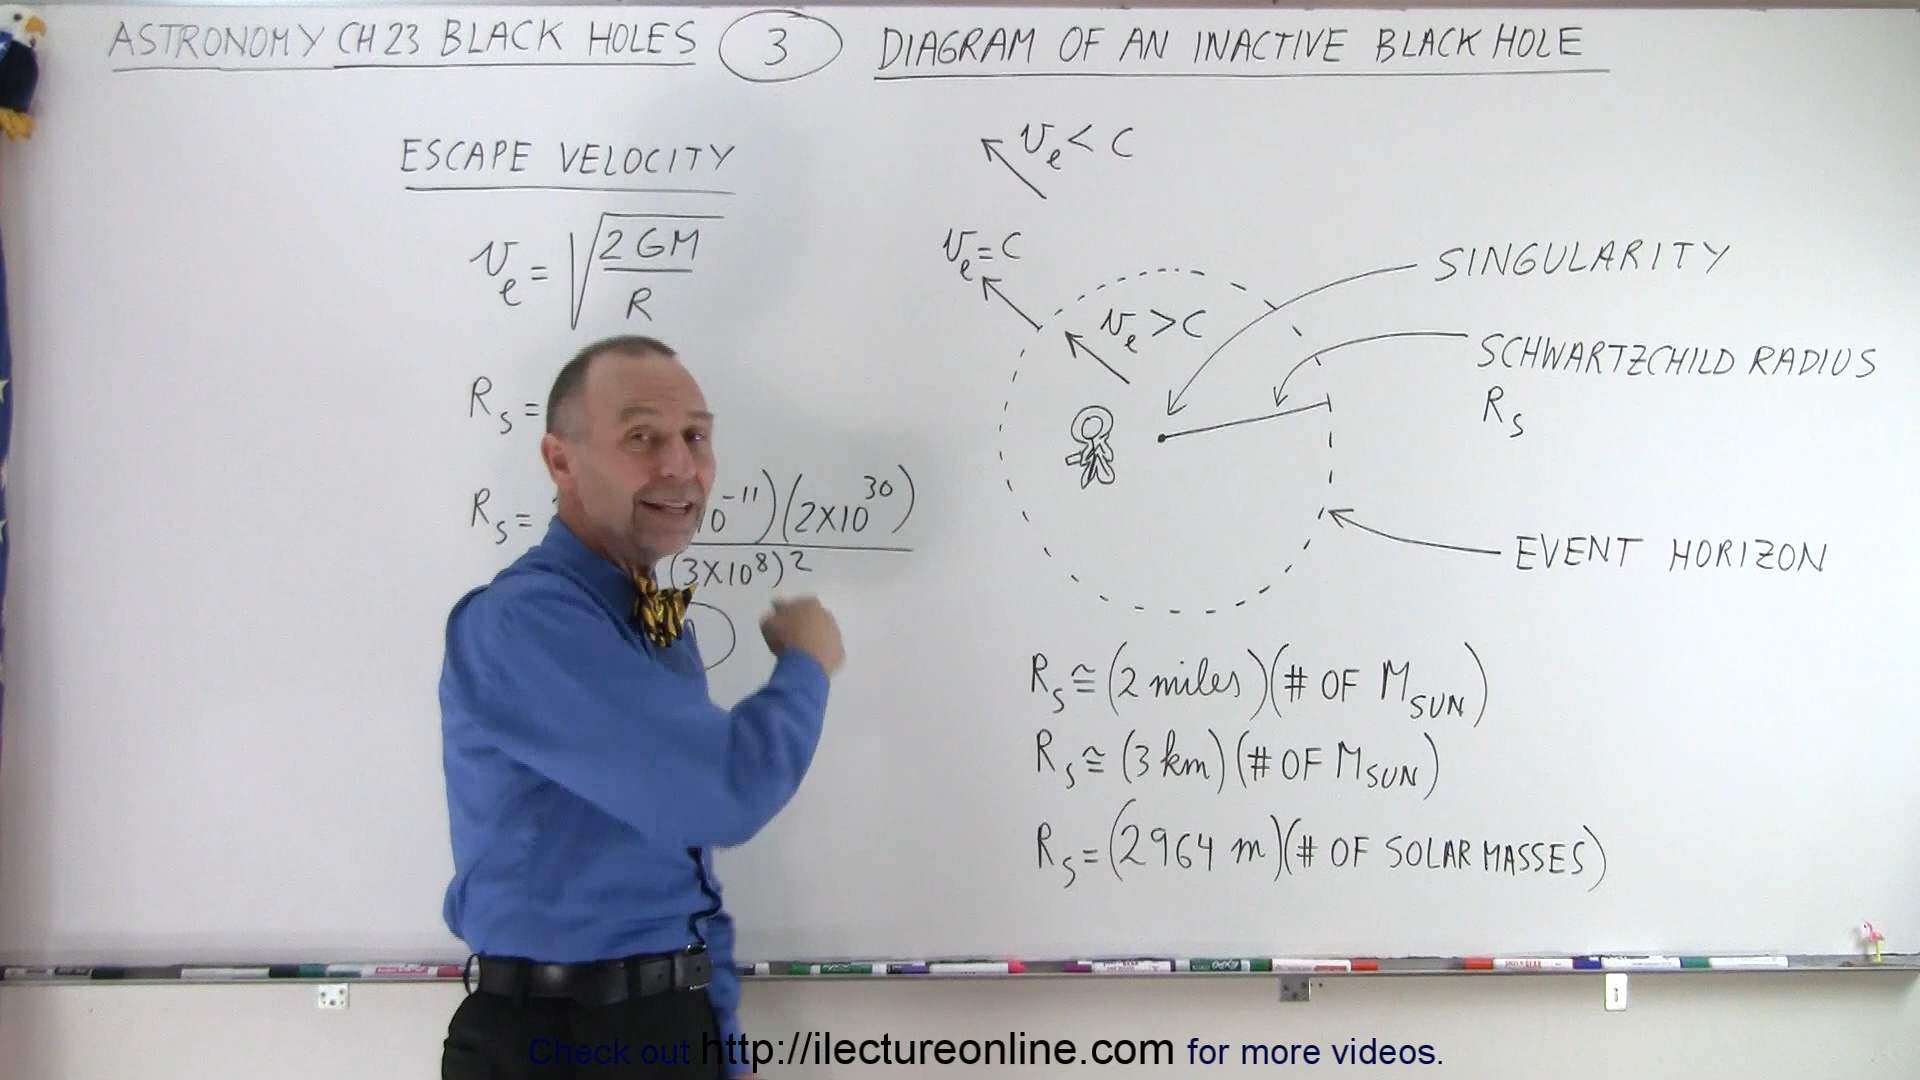 ASTRONOMY CH 23 BLACK HOLES 3 DIAGRAM OF AN INACTIVE BLACK HOLE
ESCAPE VELOCITY
v_e = √(2GM/R)
R_s =
R_s = 10^-11)(2X10^30)
(3X10^8)^2
v_e < C
v_e = C
v_e > C
SINGULARITY
SCHWARTZCHILD RADIUS
R_s
EVENT HORIZON
R_s ≅ (2 miles)(# OF M_SUN)
R_s ≅ (3 km)(# OF M_SUN)
R_s = (2964 m)(# OF SOLAR MASSES)
Check out http://ilectureonline.com for more videos.